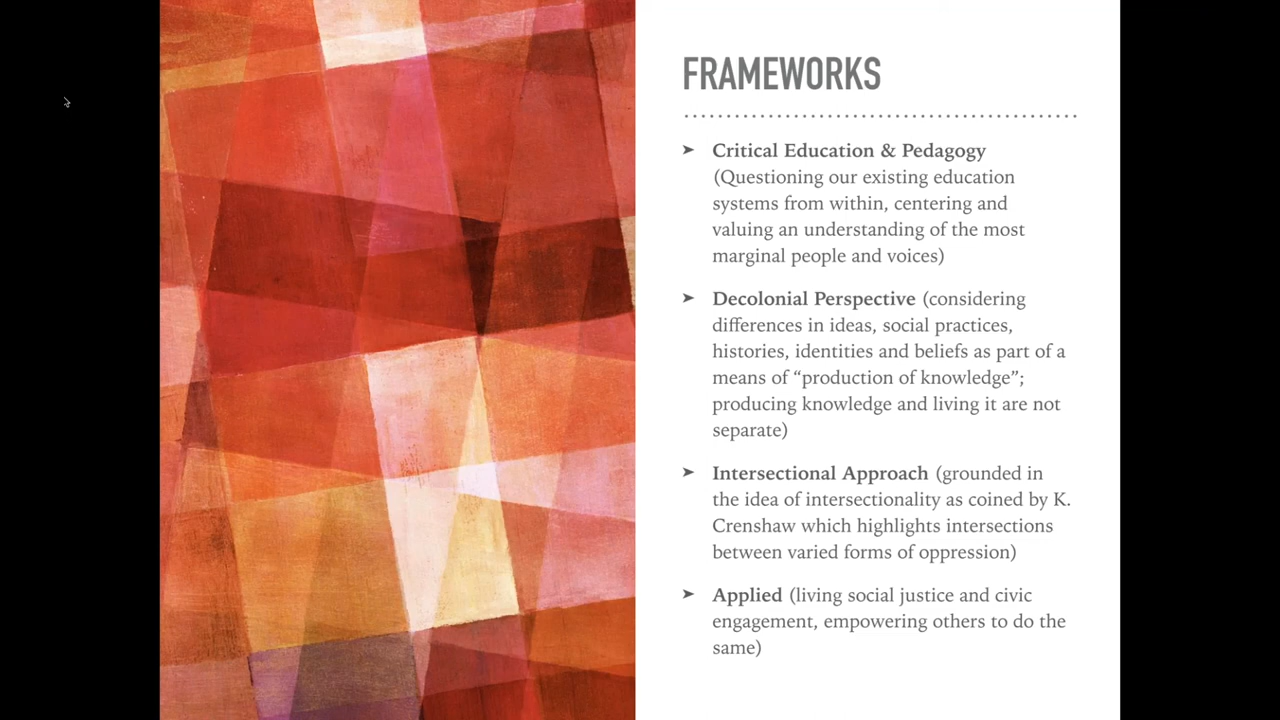 FRAMEWORKS
➤ Critical Education & Pedagogy
(Questioning our existing education
systems from within, centering and
valuing an understanding of the most
marginal people and voices)
➤ Decolonial Perspective (considering
differences in ideas, social practices,
histories, identities and beliefs as part of a
means of “production of knowledge”;
producing knowledge and living it are not
separate)
➤ Intersectional Approach (grounded in
the idea of intersectionality as coined by K.
Crenshaw which highlights intersections
between varied forms of oppression)
➤ Applied (living social justice and civic
engagement, empowering others to do the
same)